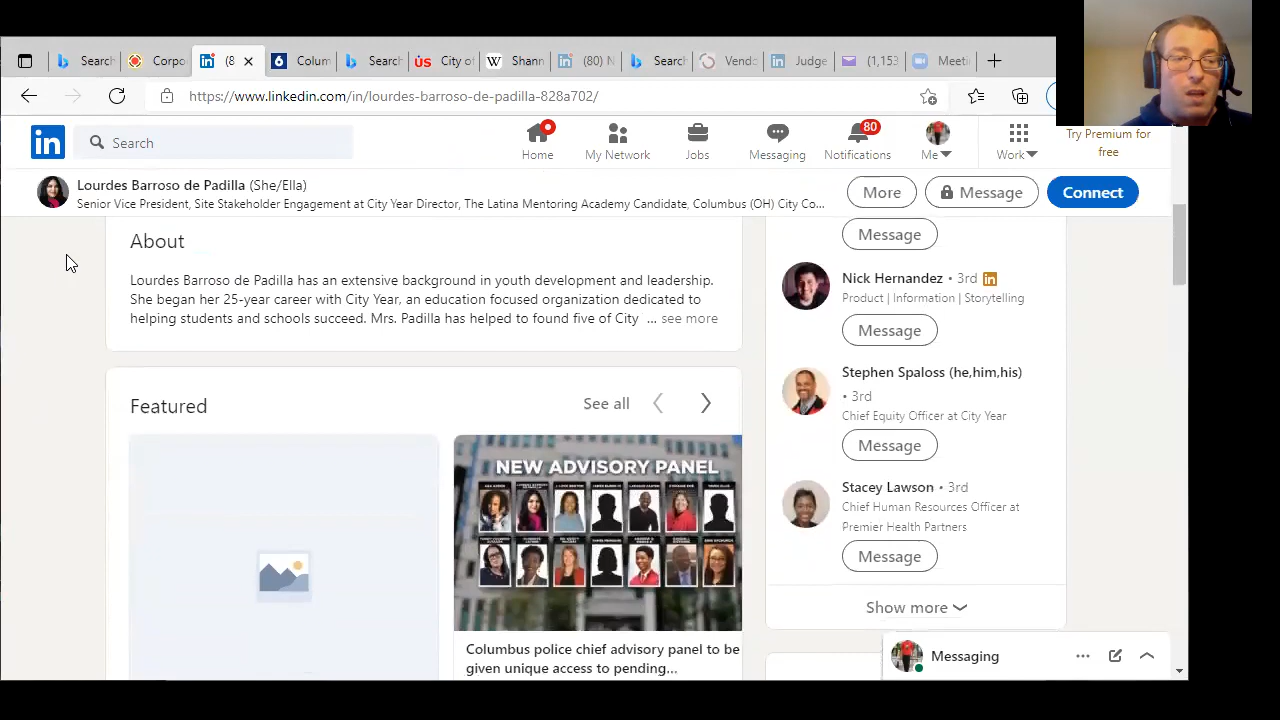 Search
Corpo
(8
Colum
Search
City of
Shann
(80) N
Search
Vendo
Judge
(1,153
Meeti
https://www.linkedin.com/in/lourdes-barroso-de-padilla-828a702/
Search
Home
My Network
Jobs
Messaging
80
Notifications
Me
Work
Try Premium for
free
Lourdes Barroso de Padilla (She/Ella)
Senior Vice President, Site Stakeholder Engagement at City Year Director, The Latina Mentoring Academy Candidate, Columbus (OH) City Co...
More
Message
Connect
About
Lourdes Barroso de Padilla has an extensive background in youth development and leadership.
She began her 25-year career with City Year, an education focused organization dedicated to
helping students and schools succeed. Mrs. Padilla has helped to found five of City ... see more
Featured
See all
NEW ADVISORY PANEL
Columbus police chief advisory panel to be
given unique access to pending...
Message
Nick Hernandez • 3rd in
Product | Information | Storytelling
Message
Stephen Spaloss (he,him,his)
• 3rd
Chief Equity Officer at City Year
Message
Stacey Lawson • 3rd
Chief Human Resources Officer at
Premier Health Partners
Message
Show more
Messaging